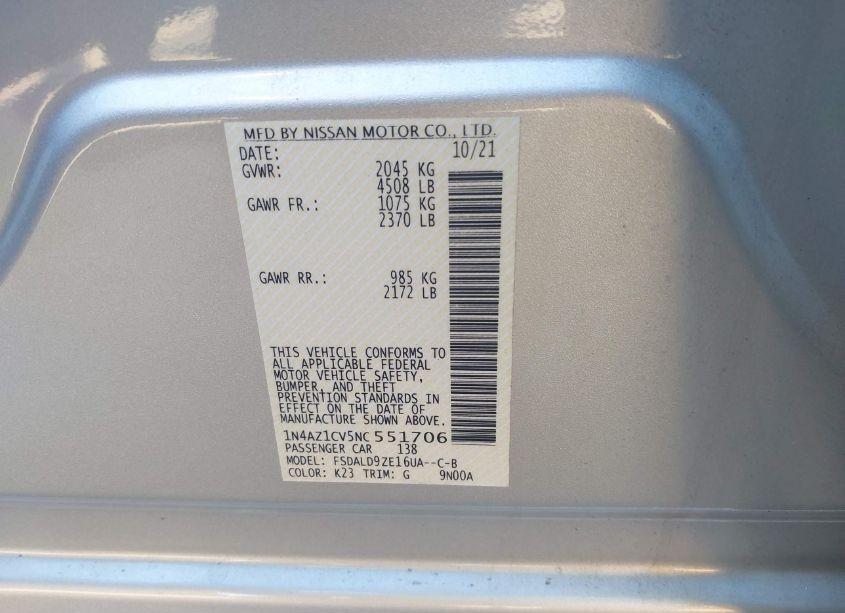 MFD BY NISSAN MOTOR CO., LTD.
DATE: 10/21
GVWR: 2045 KG
4508 LB
GAWR FR.: 1075 KG
2370 LB
GAWR RR.: 985 KG
2172 LB
THIS VEHICLE CONFORMS TO
ALL APPLICABLE FEDERAL
MOTOR VEHICLE SAFETY,
BUMPER, AND THEFT
PREVENTION STANDARDS IN
EFFECT ON THE DATE OF
MANUFACTURE SHOWN ABOVE.
1N4AZ1CV5NC551706
PASSENGER CAR 138
MODEL: FSDALD9ZE16UA--C-B
COLOR: K23 TRIM: G 9N00A